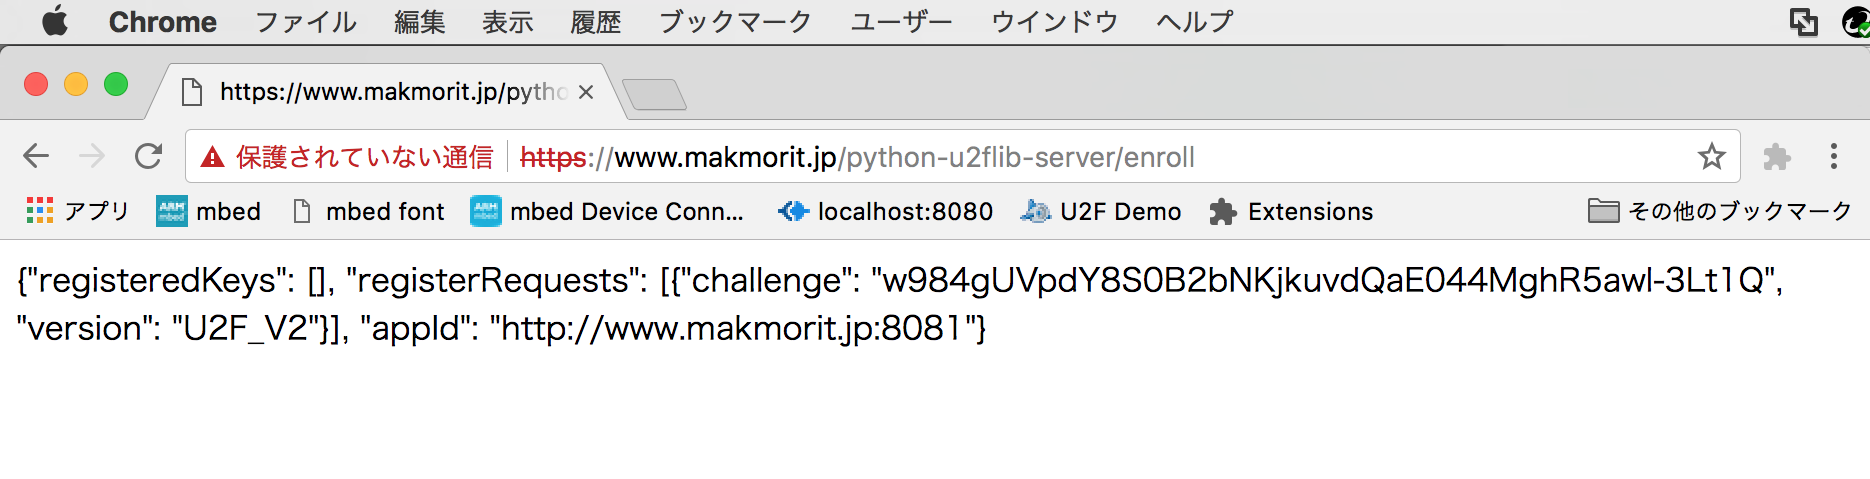 Chrome ファイル 編集 表示 履歴 ブックマーク ユーザー ウインドウ ヘルプ
https://www.makmorit.jp/pytho
保護されていない通信 https://www.makmorit.jp/python-u2flib-server/enroll
アプリ mbed mbed font mbed Device Conn... localhost:8080 U2F Demo Extensions その他のブックマーク
{"registeredKeys": [], "registerRequests": [{"challenge": "w984gUVpdY8S0B2bNKjkuvdQaE044MghR5awl-3Lt1Q",
"version": "U2F_V2"}], "appId": "http://www.makmorit.jp:8081"}